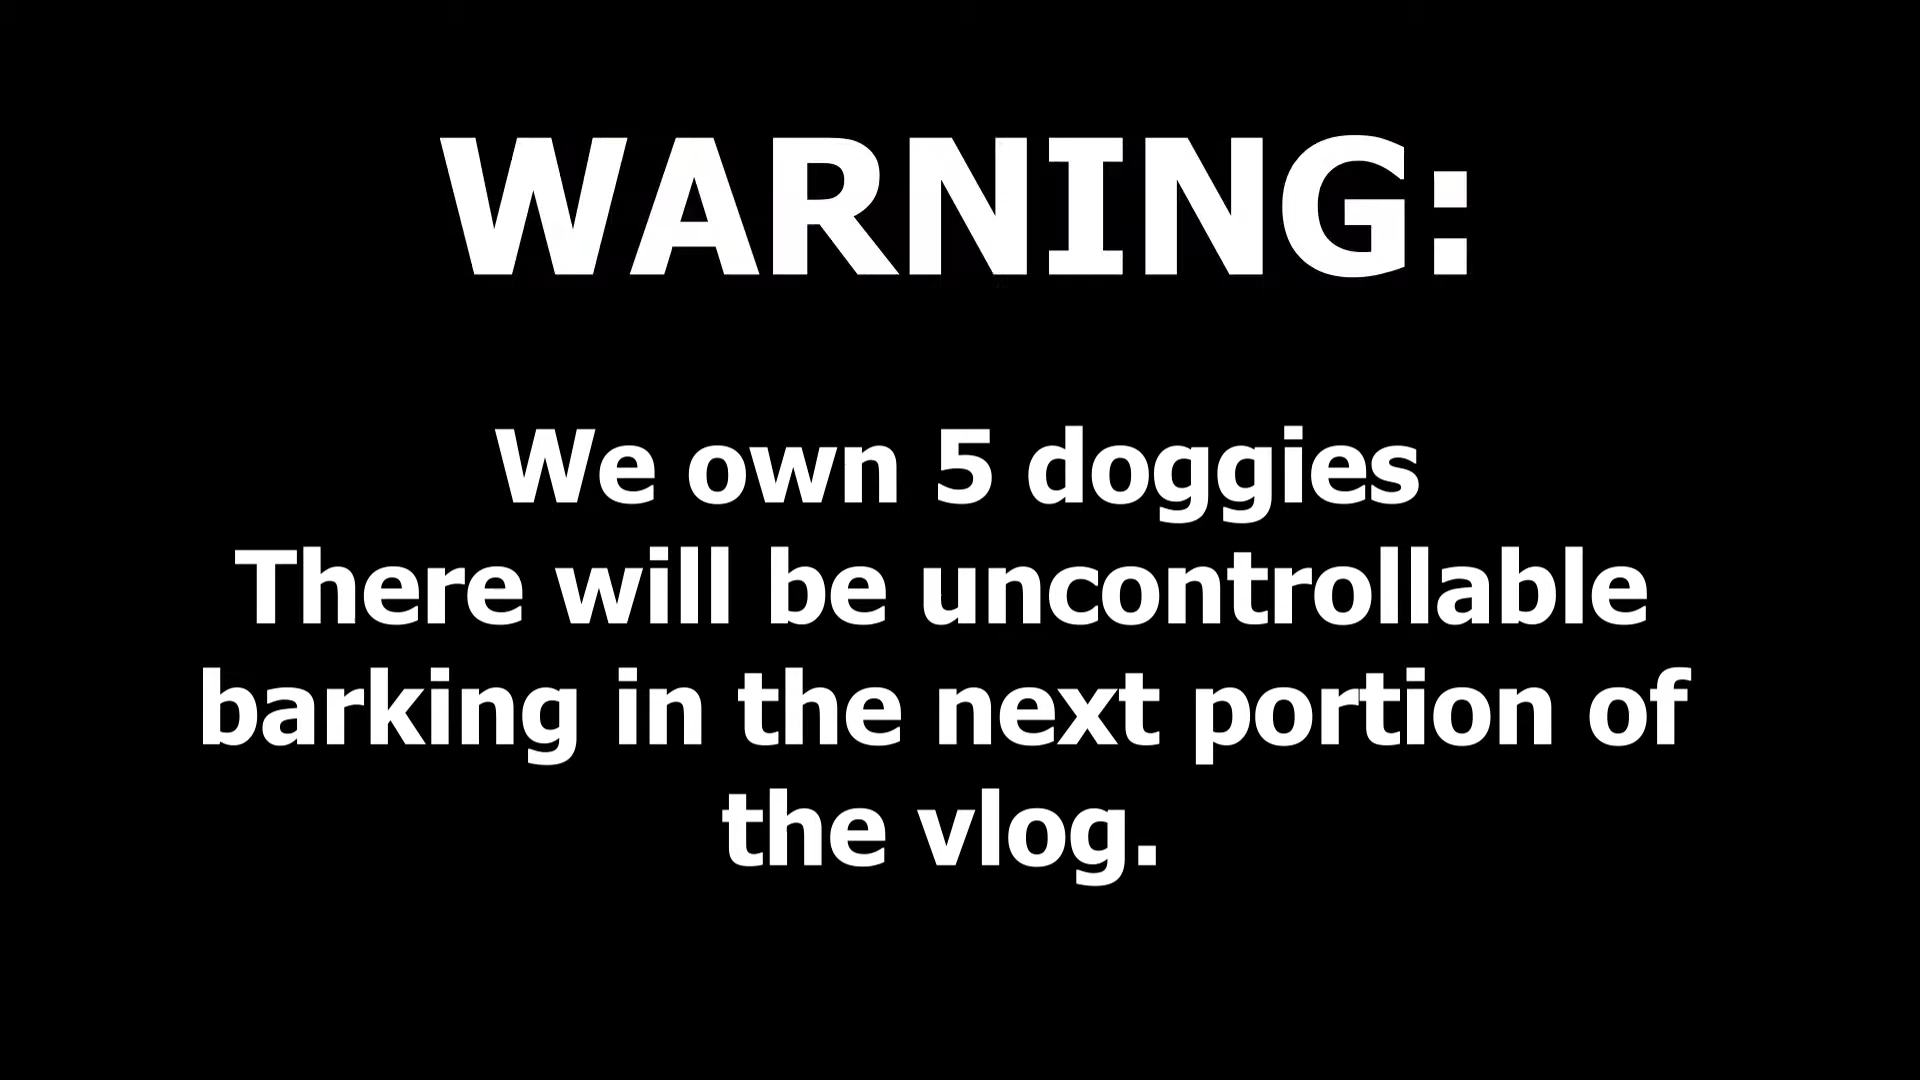 WARNING:
We own 5 doggies
There will be uncontrollable
barking in the next portion of
the vlog.